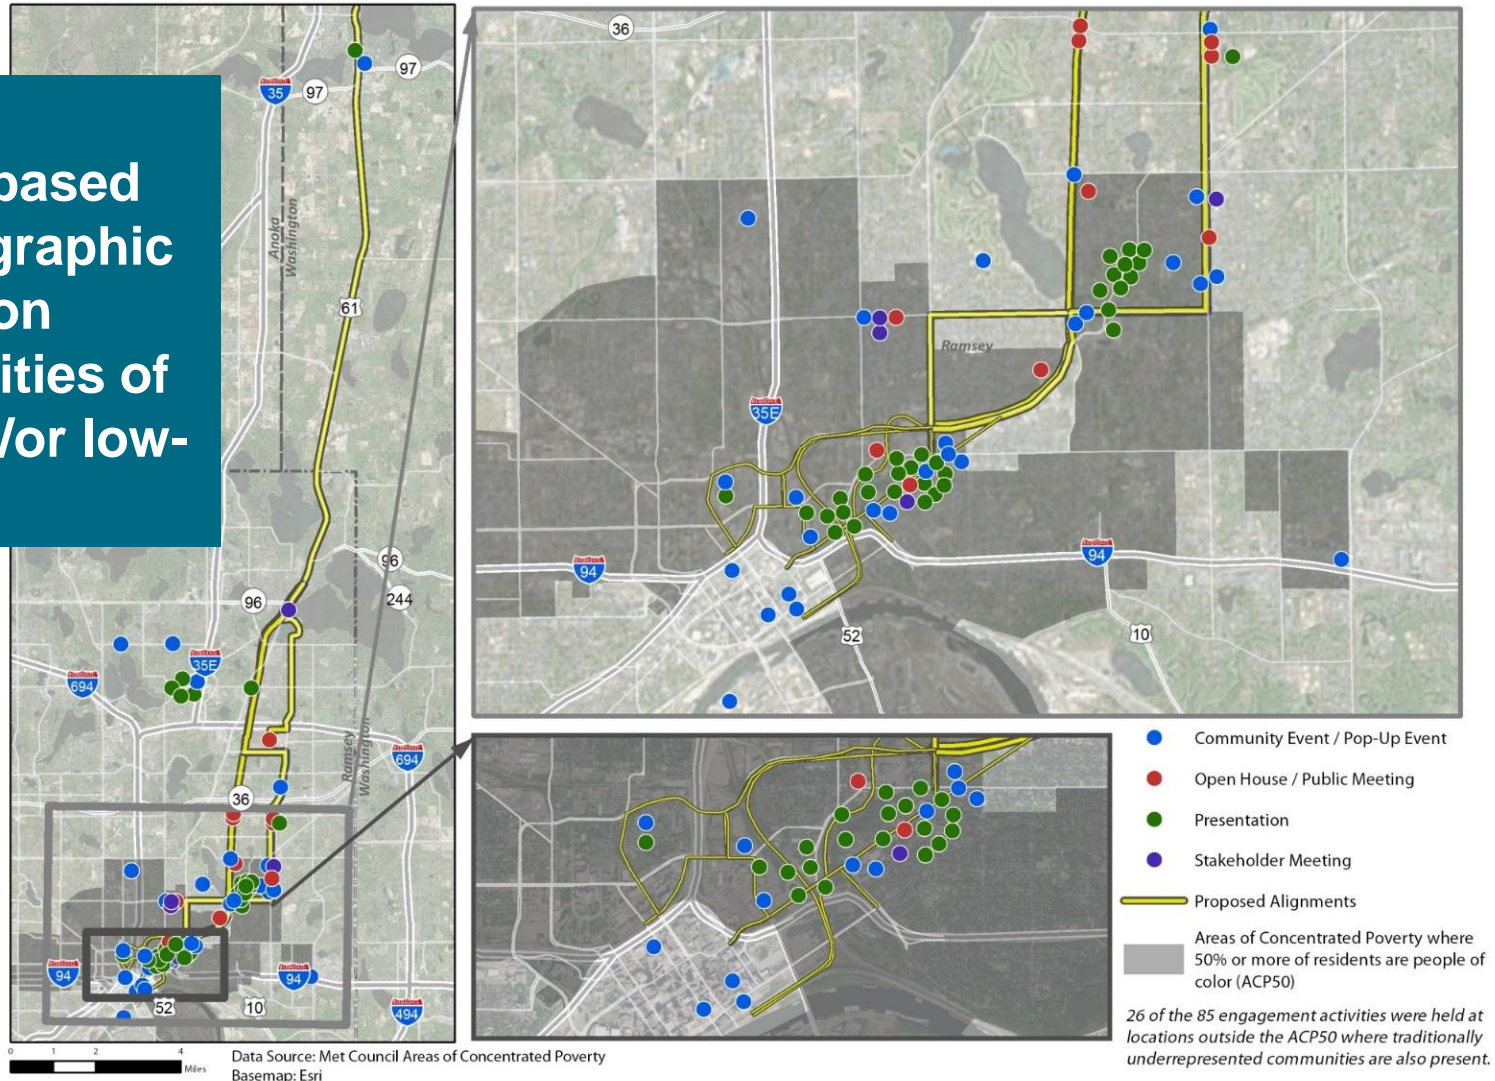 based
graphic
on
ities of
/or low-
35
97
97
Anoka
Washington
61
96
96
244
35E
694
Ramsey
Washington
694
36
94
94
52
10
494
0 1 2 4
Miles
Data Source: Met Council Areas of Concentrated Poverty
Basemap: Esri
36
Ramsey
35E
94
94
52
10
Community Event / Pop-Up Event
Open House / Public Meeting
Presentation
Stakeholder Meeting
Proposed Alignments
Areas of Concentrated Poverty where
50% or more of residents are people of
color (ACP50)
26 of the 85 engagement activities were held at
locations outside the ACP50 where traditionally
underrepresented communities are also present.